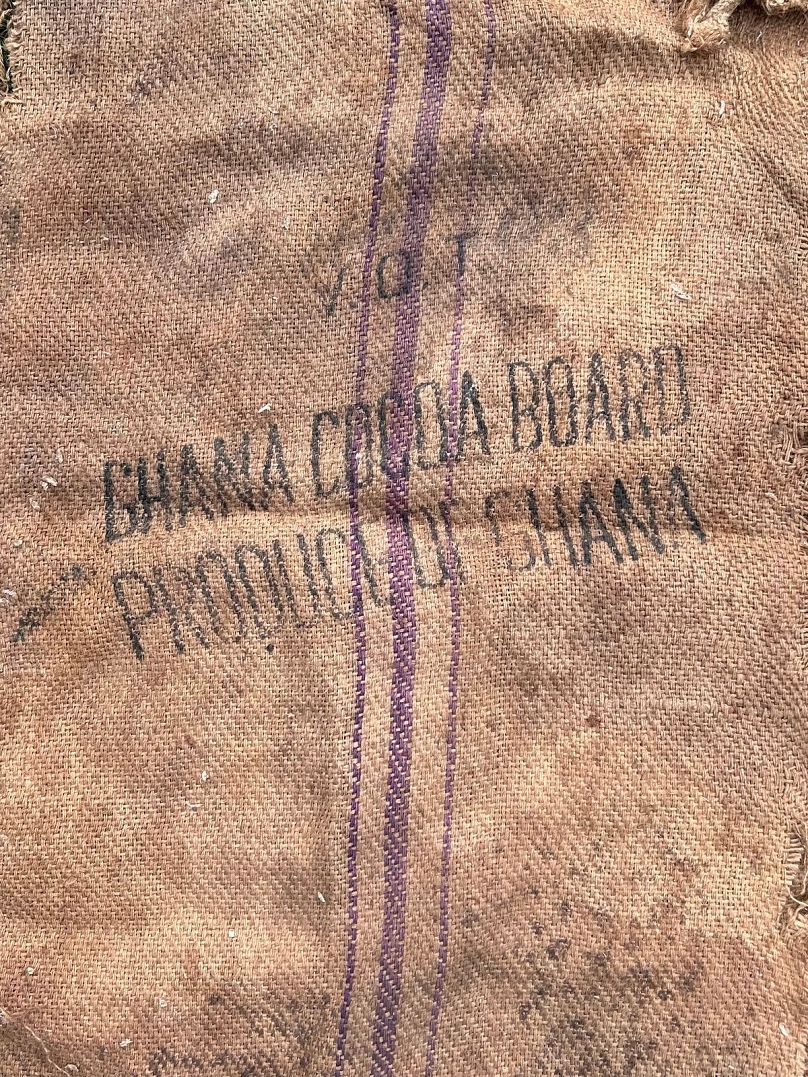 V.O.T
GHANA COCOA BOARD
PRODUCE OF GHANA